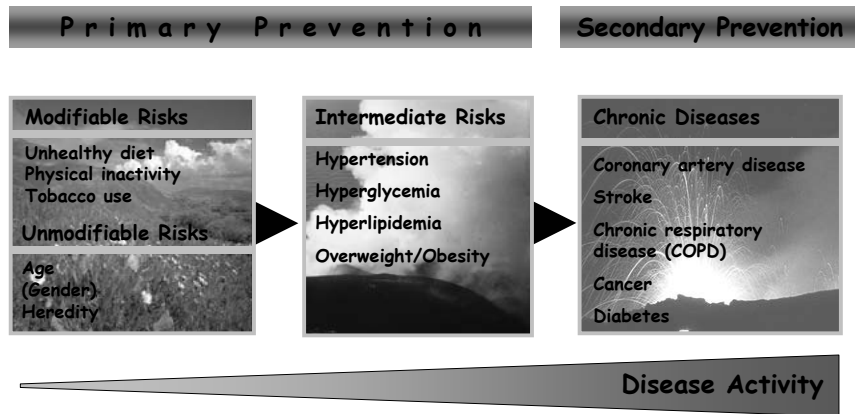 Primary Prevention
Secondary Prevention
Modifiable Risks
Unhealthy diet
Physical inactivity
Tobacco use
Unmodifiable Risks
Age
(Gender)
Heredity
Intermediate Risks
Hypertension
Hyperglycemia
Hyperlipidemia
Overweight/Obesity
Chronic Diseases
Coronary artery disease
Stroke
Chronic respiratory
disease (COPD)
Cancer
Diabetes
Disease Activity